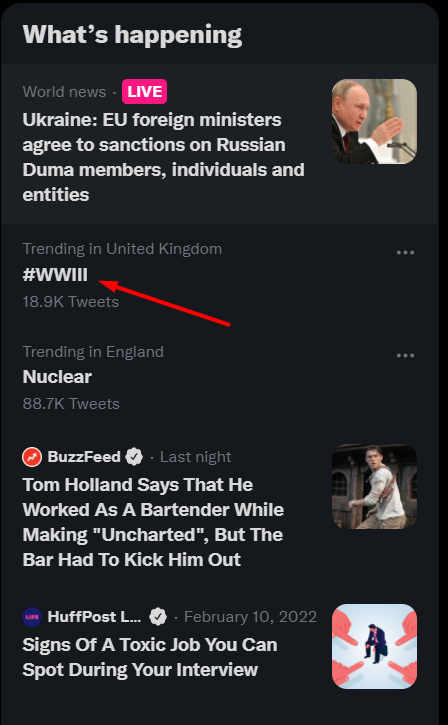 What's happening
World news · LIVE
Ukraine: EU foreign ministers
agree to sanctions on Russian
Duma members, individuals and
entities
Trending in United Kingdom
#WWIII
18.9K Tweets
Trending in England
Nuclear
88.7K Tweets
BuzzFeed · Last night
Tom Holland Says That He
Worked As A Bartender While
Making "Uncharted", But The
Bar Had To Kick Him Out
LIFE HuffPost L... · February 10, 2022
Signs Of A Toxic Job You Can
Spot During Your Interview